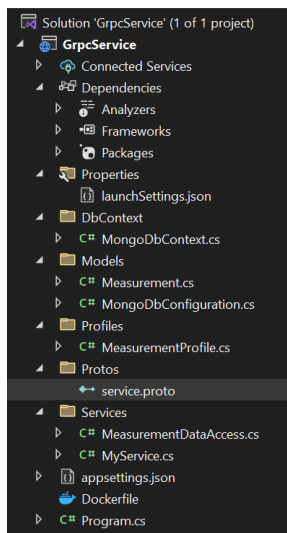 Solution 'GrpcService' (1 of 1 project)
GrpcService
Connected Services
Dependencies
Analyzers
Frameworks
Packages
Properties
launchSettings.json
DbContext
C# MongoDbContext.cs
Models
C# Measurement.cs
C# MongoDbConfiguration.cs
Profiles
C# MeasurementProfile.cs
Protos
service.proto
Services
C# MeasurementDataAccess.cs
C# MyService.cs
appsettings.json
Dockerfile
C# Program.cs